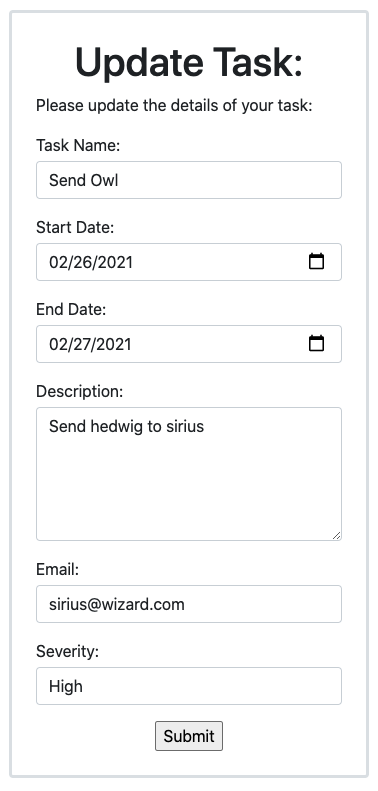 Update Task:
Please update the details of your task:
Task Name:
Send Owl
Start Date:
02/26/2021
End Date:
02/27/2021
Description:
Send hedwig to sirius
Email:
sirius@wizard.com
Severity:
High
Submit